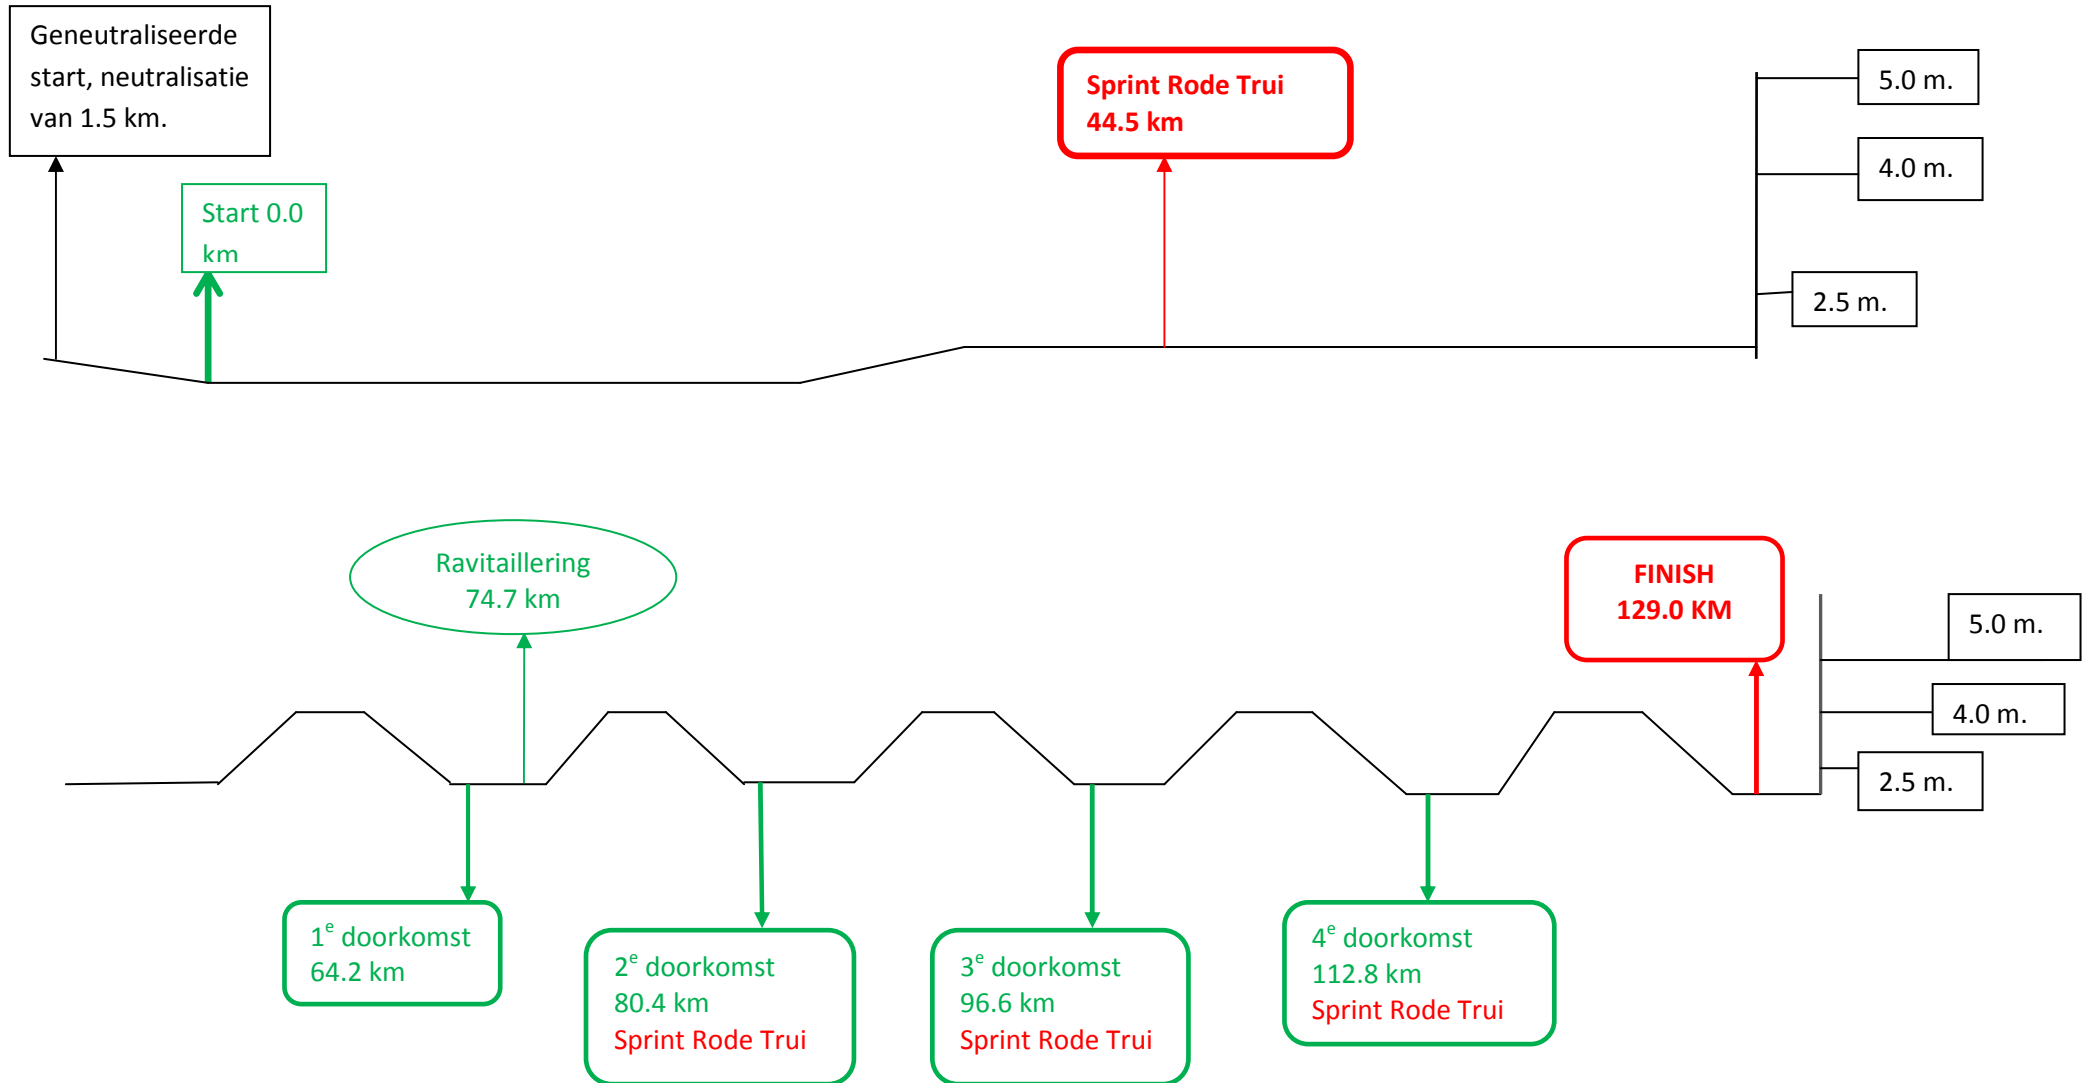 Geneutraliseerde
start, neutralisatie
van 1.5 km.
Start 0.0
km
Sprint Rode Trui
44.5 km
5.0 m.
4.0 m.
2.5 m.
Ravitaillering
74.7 km
FINISH
129.0 KM
5.0 m.
4.0 m.
2.5 m.
1e doorkomst
64.2 km
2e doorkomst
80.4 km
Sprint Rode Trui
3e doorkomst
96.6 km
Sprint Rode Trui
4e doorkomst
112.8 km
Sprint Rode Trui